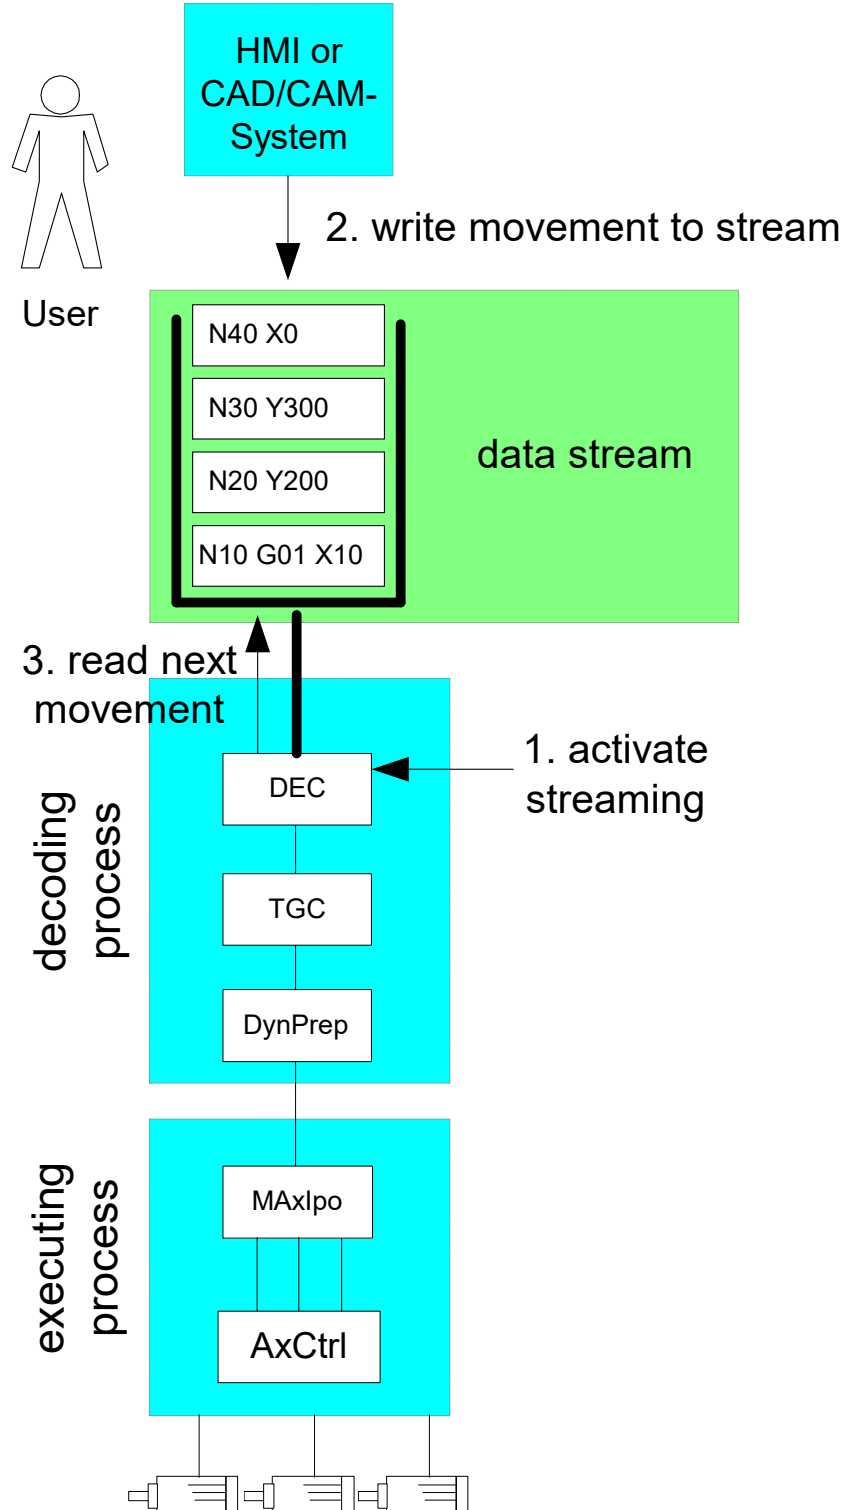 HMI or
CAD/CAM-
System
2. write movement to stream
User
N40 X0
N30 Y300
N20 Y200
N10 G01 X10
data stream
3. read next
movement
1. activate
streaming
DEC
TGC
DynPrep
decoding
process
MAxIpo
AxCtrl
executing
process